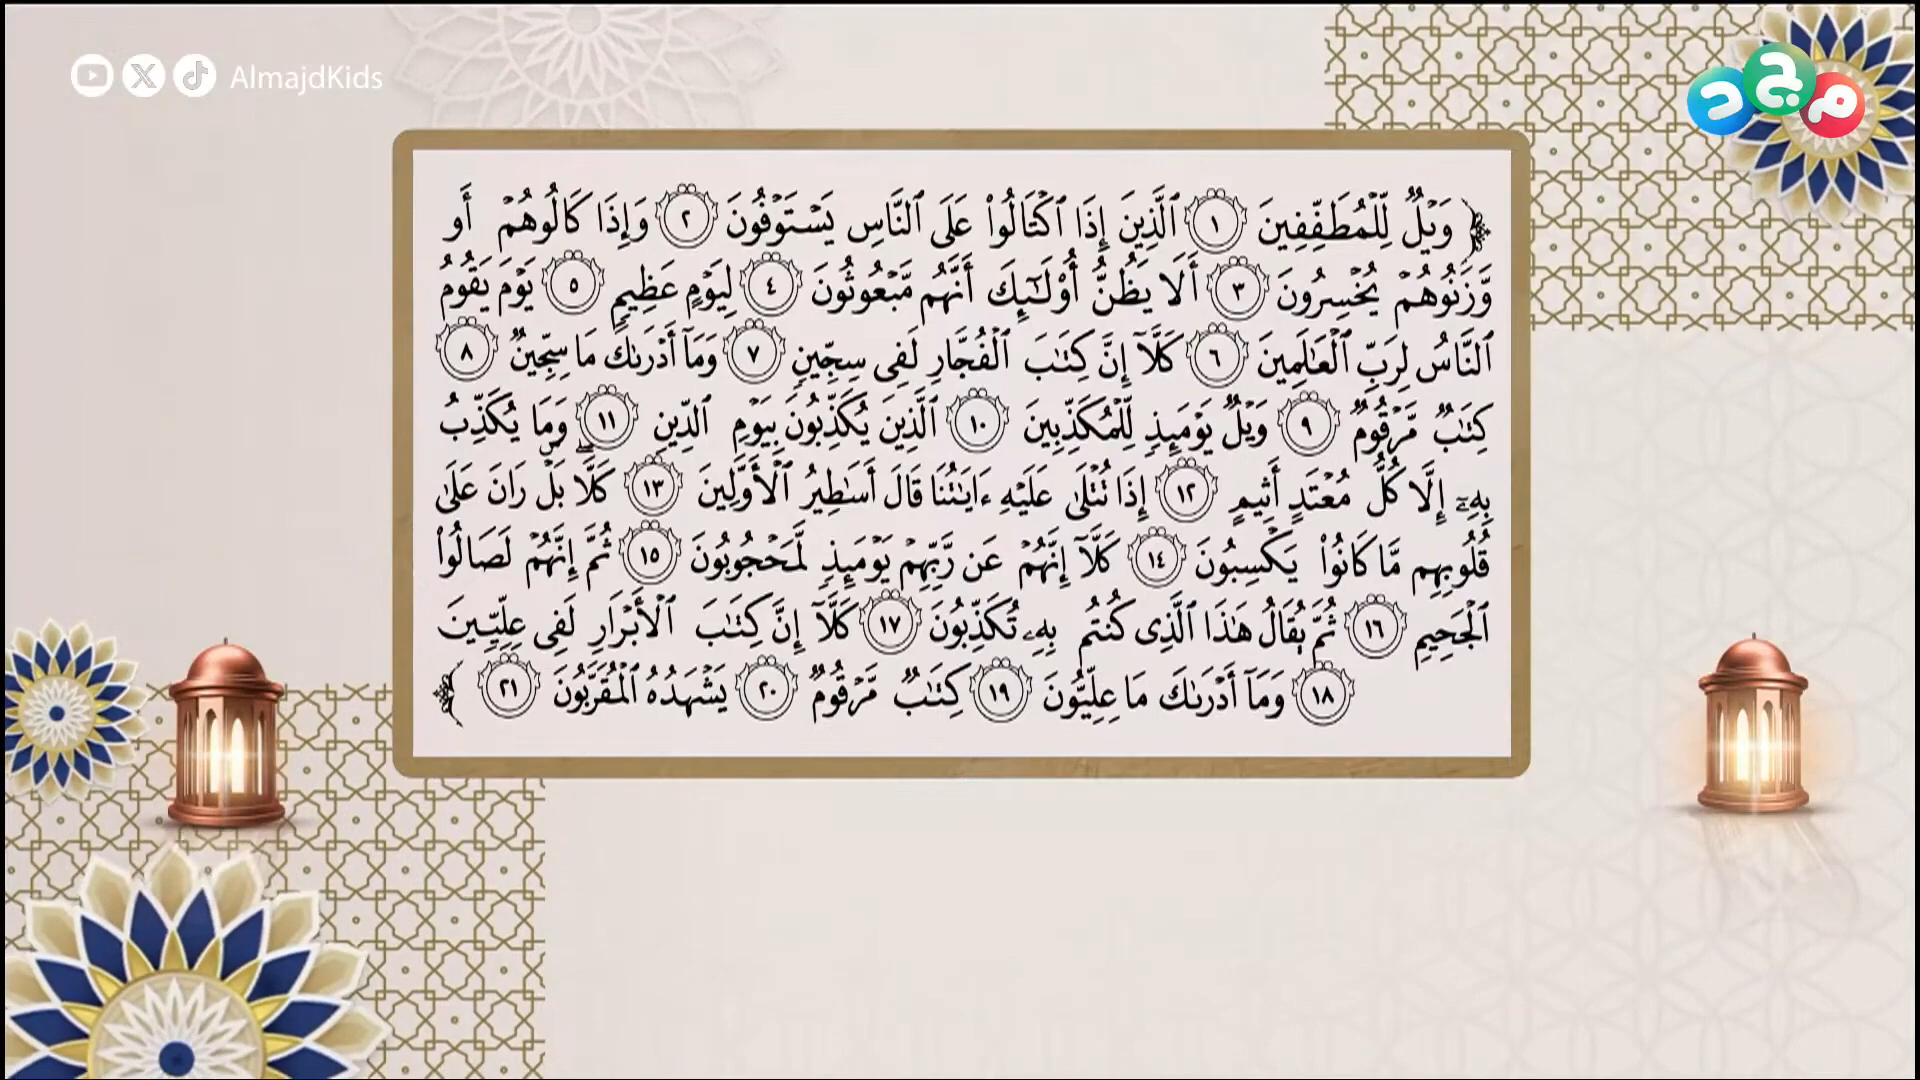 AlmajdKids
مجد
﴿ وَيْلٌ لِّلْمُطَفِّفِينَ ١ ٱلَّذِينَ إِذَا ٱكْتَالُوا۟ عَلَى ٱلنَّاسِ يَسْتَوْفُونَ ٢ وَإِذَا كَالُوهُمْ أَو
وَّزَنُوهُمْ يُخْسِرُونَ ٣ أَلَا يَظُنُّ أُو۟لَـٰٓئِكَ أَنَّهُم مَّبْعُوثُونَ ٤ لِيَوْمٍ عَظِيمٍ ٥ يَوْمَ يَقُومُ
ٱلنَّاسُ لِرَبِّ ٱلْعَـٰلَمِينَ ٦ كَلَّآ إِنَّ كِتَـٰبَ ٱلْفُجَّارِ لَفِى سِجِّينٍ ٧ وَمَآ أَدْرَىٰكَ مَا سِجِّينٌ ٨
كِتَـٰبٌ مَّرْقُومٌ ٩ وَيْلٌ يَوْمَئِذٍ لِّلْمُكَذِّبِينَ ١٠ ٱلَّذِينَ يُكَذِّبُونَ بِيَوْمِ ٱلدِّينِ ١١ وَمَا يُكَذِّبُ
بِهِۦٓ إِلَّا كُلُّ مُعْتَدٍ أَثِيمٍ ١٢ إِذَا تُتْلَىٰ عَلَيْهِ ءَايَـٰتُنَا قَالَ أَسَـٰطِيرُ ٱلْأَوَّلِينَ ١٣ كَلَّا ۖ بَلْ ۜ رَانَ عَلَىٰ
قُلُوبِهِم مَّا كَانُوا۟ يَكْسِبُونَ ١٤ كَلَّآ إِنَّهُمْ عَن رَّبِّهِمْ يَوْمَئِذٍ لَّمَحْجُوبُونَ ١٥ ثُمَّ إِنَّهُمْ لَصَالُوا۟
ٱلْجَحِيمِ ١٦ ثُمَّ يُقَالُ هَـٰذَا ٱلَّذِى كُنتُم بِهِۦ تُكَذِّبُونَ ١٧ كَلَّآ إِنَّ كِتَـٰبَ ٱلْأَبْرَارِ لَفِى عِلِّيِّينَ
١٨ وَمَآ أَدْرَىٰكَ مَا عِلِّيُّونَ ١٩ كِتَـٰبٌ مَّرْقُومٌ ٢٠ يَشْهَدُهُ ٱلْمُقَرَّبُونَ ٢١ ﴾